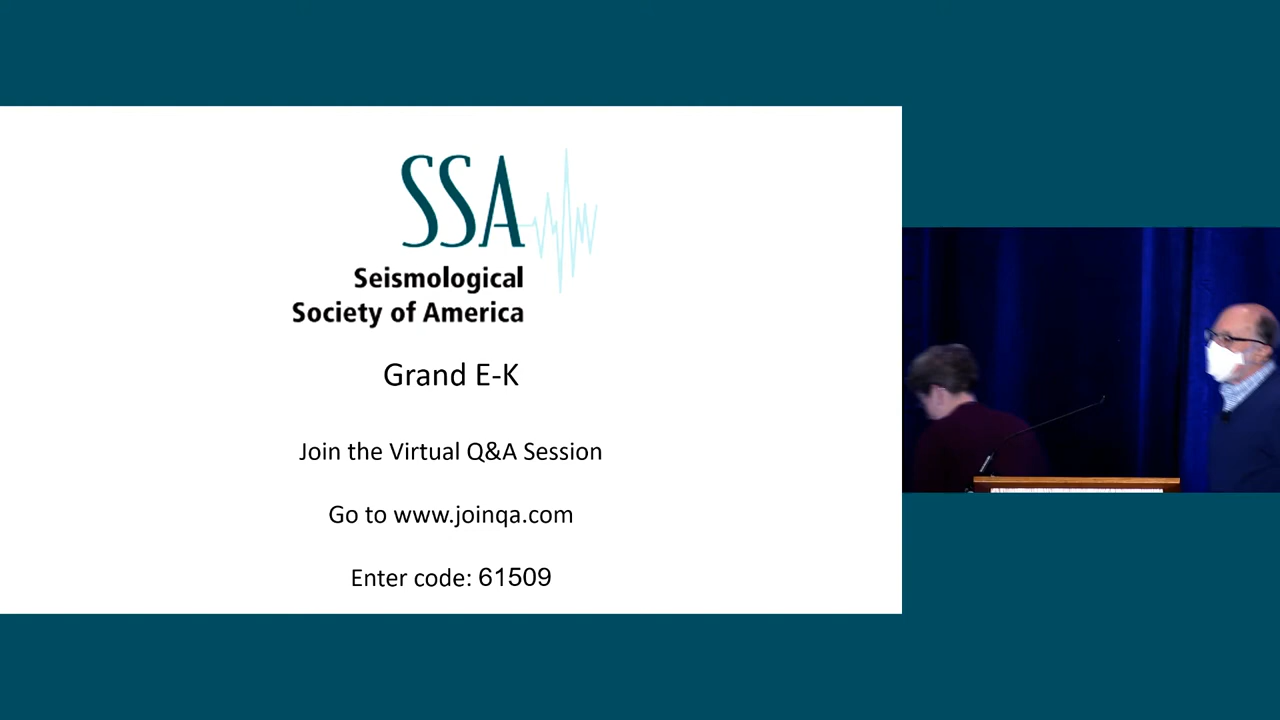 SSA
Seismological
Society of America
Grand E-K
Join the Virtual Q&A Session
Go to www.joinqa.com
Enter code: 61509